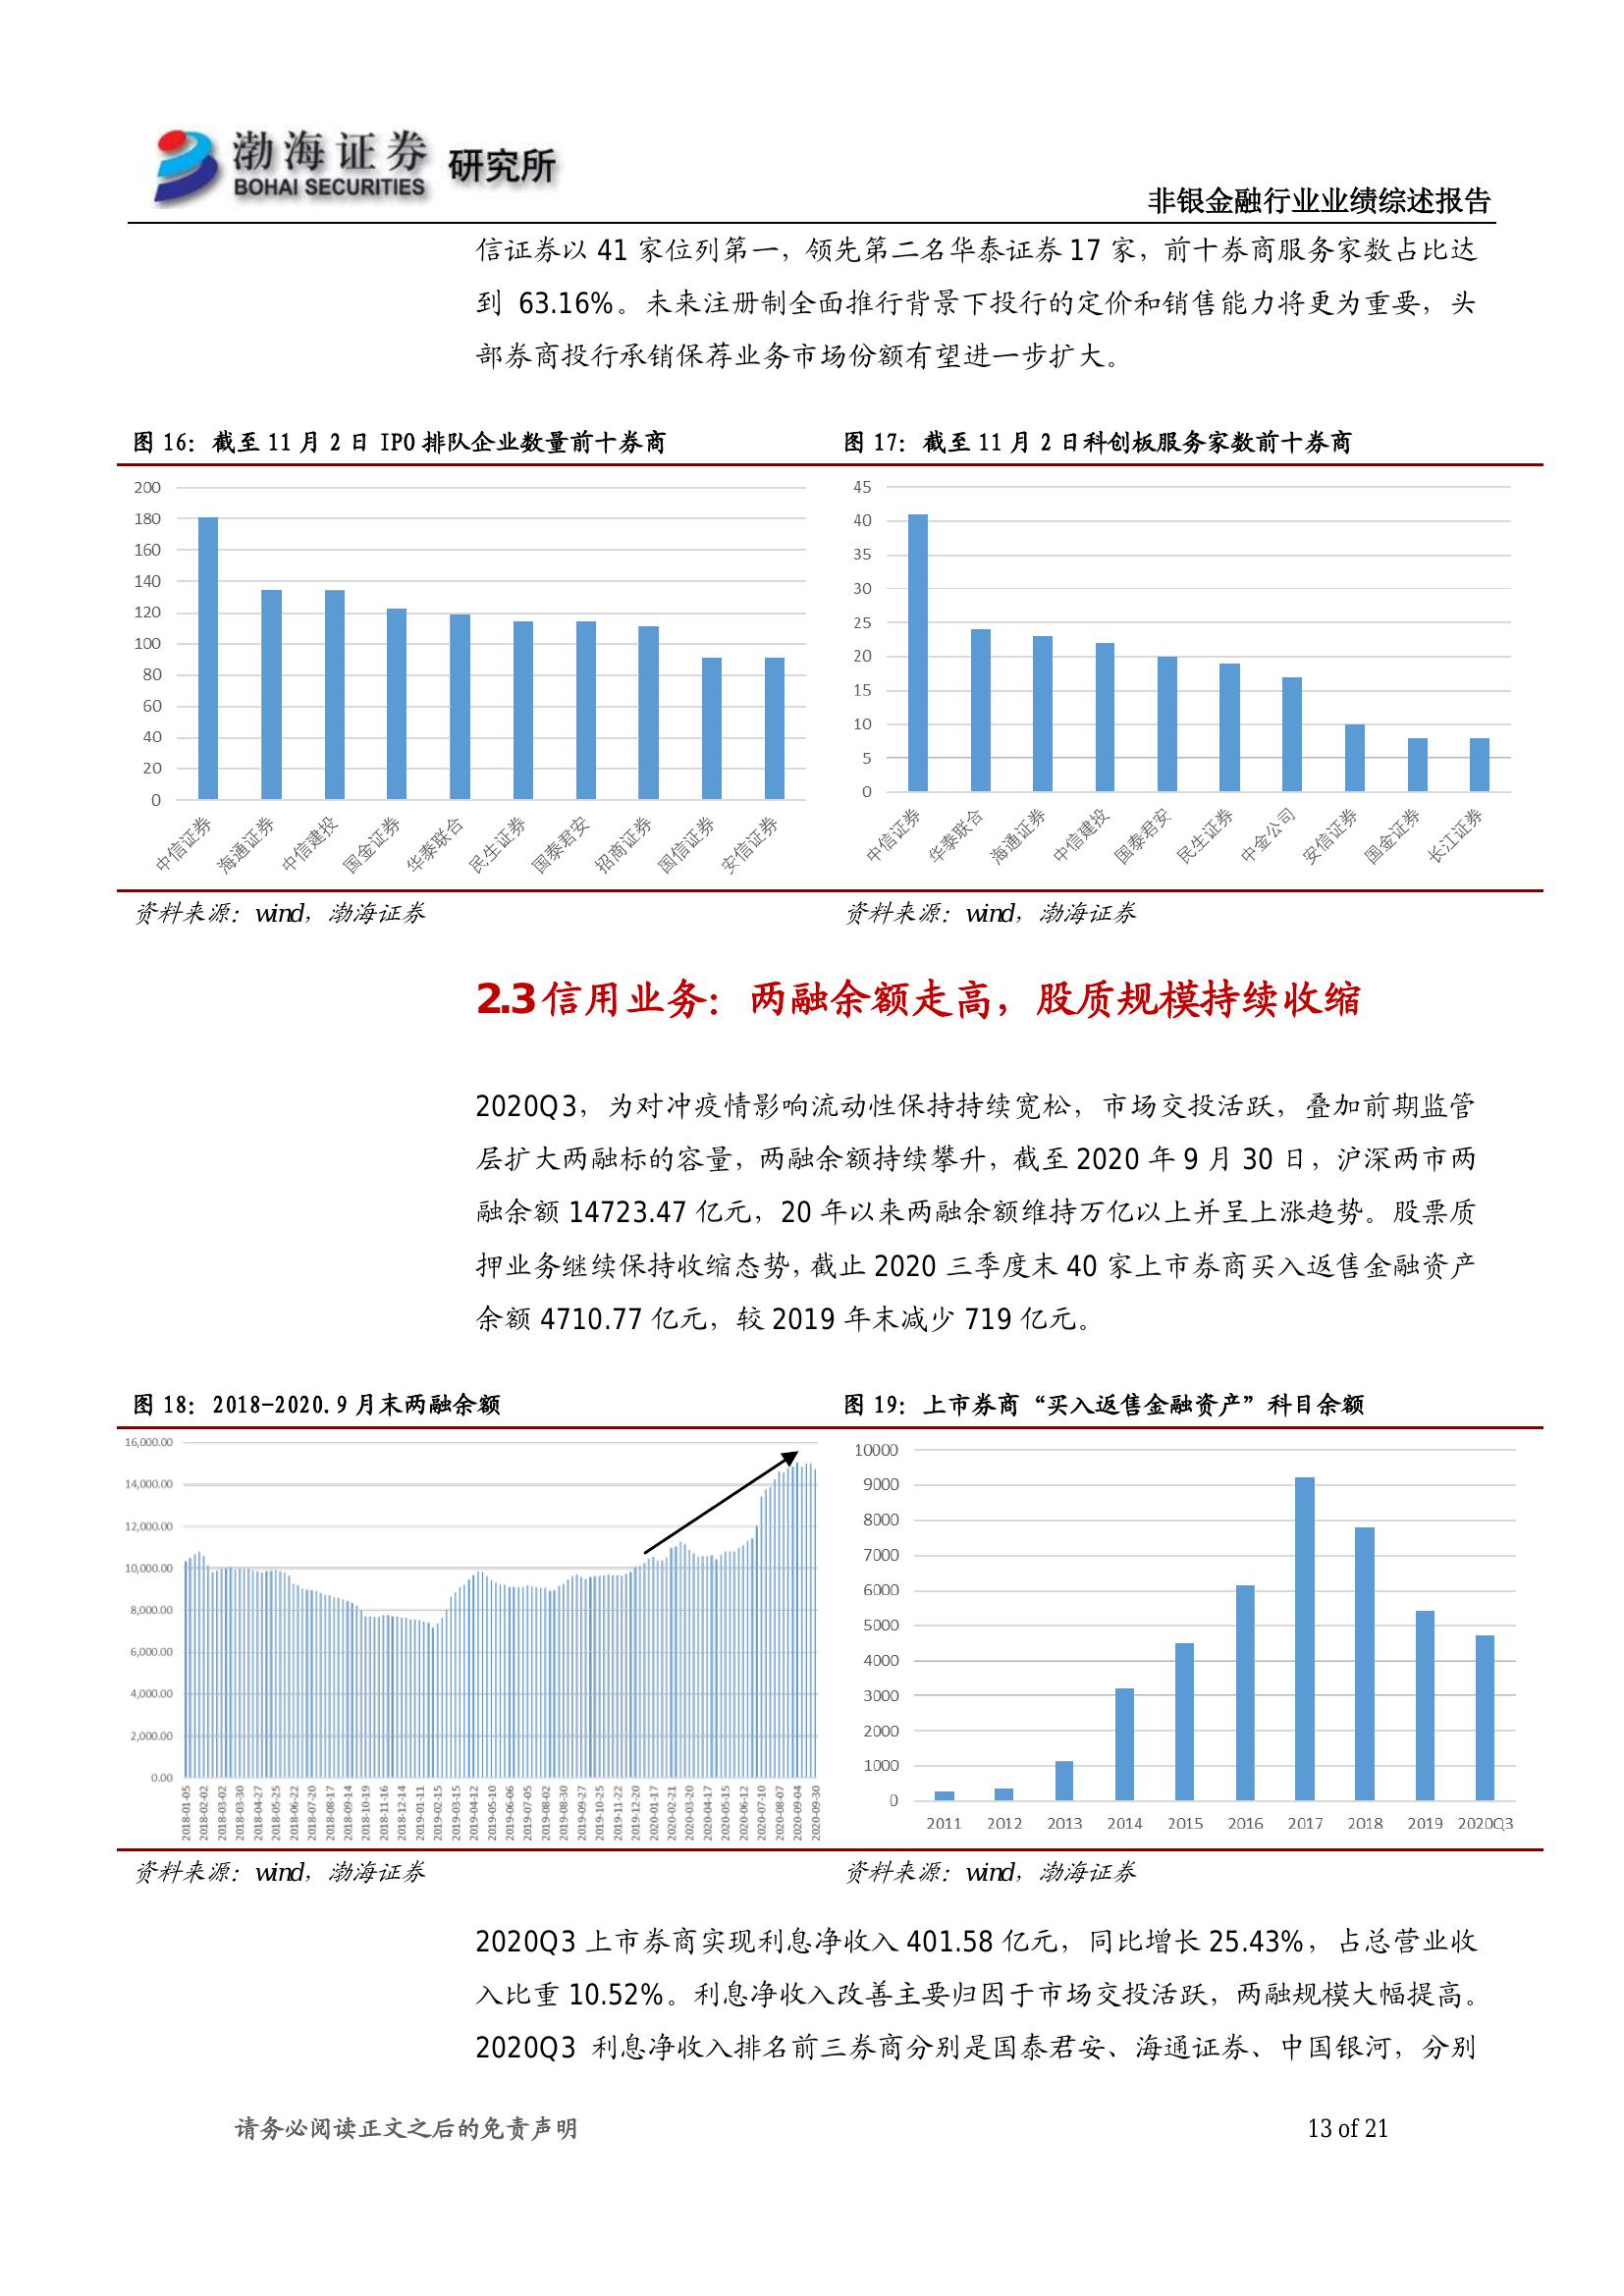 渤海证券 研究所
BOHAI SECURITIES
非银金融行业业绩综述报告
信证券以 41 家位列第一，领先第二名华泰证券 17 家，前十券商服务家数占比达
到 63.16%。未来注册制全面推行背景下投行的定价和销售能力将更为重要，头
部券商投行承销保荐业务市场份额有望进一步扩大。
图 16：截至 11 月 2 日 IPO 排队企业数量前十券商
200
180
160
140
120
100
80
60
40
20
0
中信证券
海通证券
中信建投
国金证券
华泰联合
民生证券
国泰君安
招商证券
国信证券
安信证券
资料来源：wind，渤海证券
图 17：截至 11 月 2 日科创板服务家数前十券商
45
40
35
30
25
20
15
10
5
0
中信证券
华泰联合
海通证券
中信建投
国泰君安
民生证券
中金公司
安信证券
国金证券
长江证券
资料来源：wind，渤海证券
2.3 信用业务：两融余额走高，股质规模持续收缩
2020Q3，为对冲疫情影响流动性保持持续宽松，市场交投活跃，叠加前期监管
层扩大两融标的容量，两融余额持续攀升，截至 2020 年 9 月 30 日，沪深两市两
融余额 14723.47 亿元，20 年以来两融余额维持万亿以上并呈上涨趋势。股票质
押业务继续保持收缩态势，截止 2020 三季度末 40 家上市券商买入返售金融资产
余额 4710.77 亿元，较 2019 年末减少 719 亿元。
图 18：2018-2020.9 月末两融余额
16,000.00
14,000.00
12,000.00
10,000.00
8,000.00
6,000.00
4,000.00
2,000.00
0.00
2018-01-05
2018-02-02
2018-03-02
2018-03-30
2018-04-27
2018-05-25
2018-06-22
2018-07-20
2018-08-17
2018-09-14
2018-10-19
2018-11-16
2018-12-14
2019-01-11
2019-02-15
2019-03-15
2019-04-12
2019-05-10
2019-06-06
2019-07-05
2019-08-02
2019-08-30
2019-09-27
2019-10-25
2019-11-22
2019-12-20
2020-01-17
2020-02-21
2020-03-20
2020-04-17
2020-05-15
2020-06-12
2020-07-10
2020-08-07
2020-09-04
2020-09-30
资料来源：wind，渤海证券
图 19：上市券商“买入返售金融资产”科目余额
10000
9000
8000
7000
6000
5000
4000
3000
2000
1000
0
2011 2012 2013 2014 2015 2016 2017 2018 2019 2020Q3
资料来源：wind，渤海证券
2020Q3 上市券商实现利息净收入 401.58 亿元，同比增长 25.43%，占总营业收
入比重 10.52%。利息净收入改善主要归因于市场交投活跃，两融规模大幅提高。
2020Q3 利息净收入排名前三券商分别是国泰君安、海通证券、中国银河，分别
请务必阅读正文之后的免责声明
13 of 21